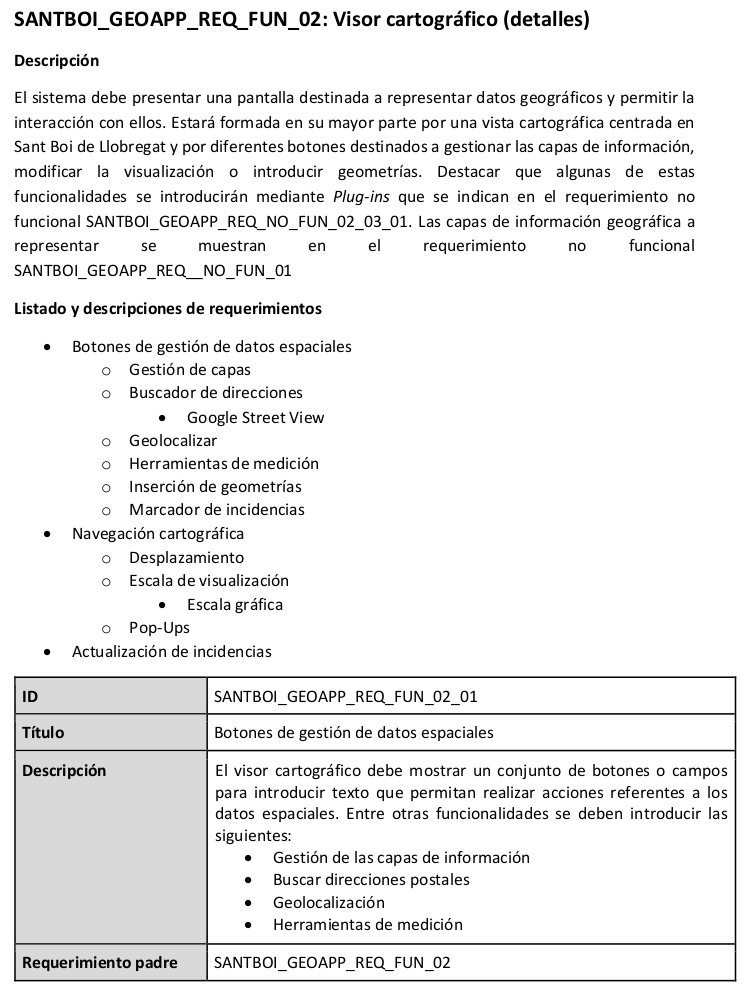 SANTBOI_GEOAPP_REQ_FUN_02: Visor cartográfico (detalles)
Descripción
El sistema debe presentar una pantalla destinada a representar datos geográficos y permitir la
interacción con ellos. Estará formada en su mayor parte por una vista cartográfica centrada en
Sant Boi de Llobregat y por diferentes botones destinados a gestionar las capas de información,
modificar la visualización o introducir geometrías. Destacar que algunas de estas
funcionalidades se introducirán mediante Plug-ins que se indican en el requerimiento no
funcional SANTBOI_GEOAPP_REQ_NO_FUN_02_03_01. Las capas de información geográfica a
representar se muestran en el requerimiento no funcional
SANTBOI_GEOAPP_REQ__NO_FUN_01
Listado y descripciones de requerimientos
• Botones de gestión de datos espaciales
o Gestión de capas
o Buscador de direcciones
• Google Street View
o Geolocalizar
o Herramientas de medición
o Inserción de geometrías
o Marcador de incidencias
• Navegación cartográfica
o Desplazamiento
o Escala de visualización
• Escala gráfica
o Pop-Ups
• Actualización de incidencias
ID SANTBOI_GEOAPP_REQ_FUN_02_01
Título Botones de gestión de datos espaciales
Descripción El visor cartográfico debe mostrar un conjunto de botones o campos
para introducir texto que permitan realizar acciones referentes a los
datos espaciales. Entre otras funcionalidades se deben introducir las
siguientes:
• Gestión de las capas de información
• Buscar direcciones postales
• Geolocalización
• Herramientas de medición
Requerimiento padre SANTBOI_GEOAPP_REQ_FUN_02